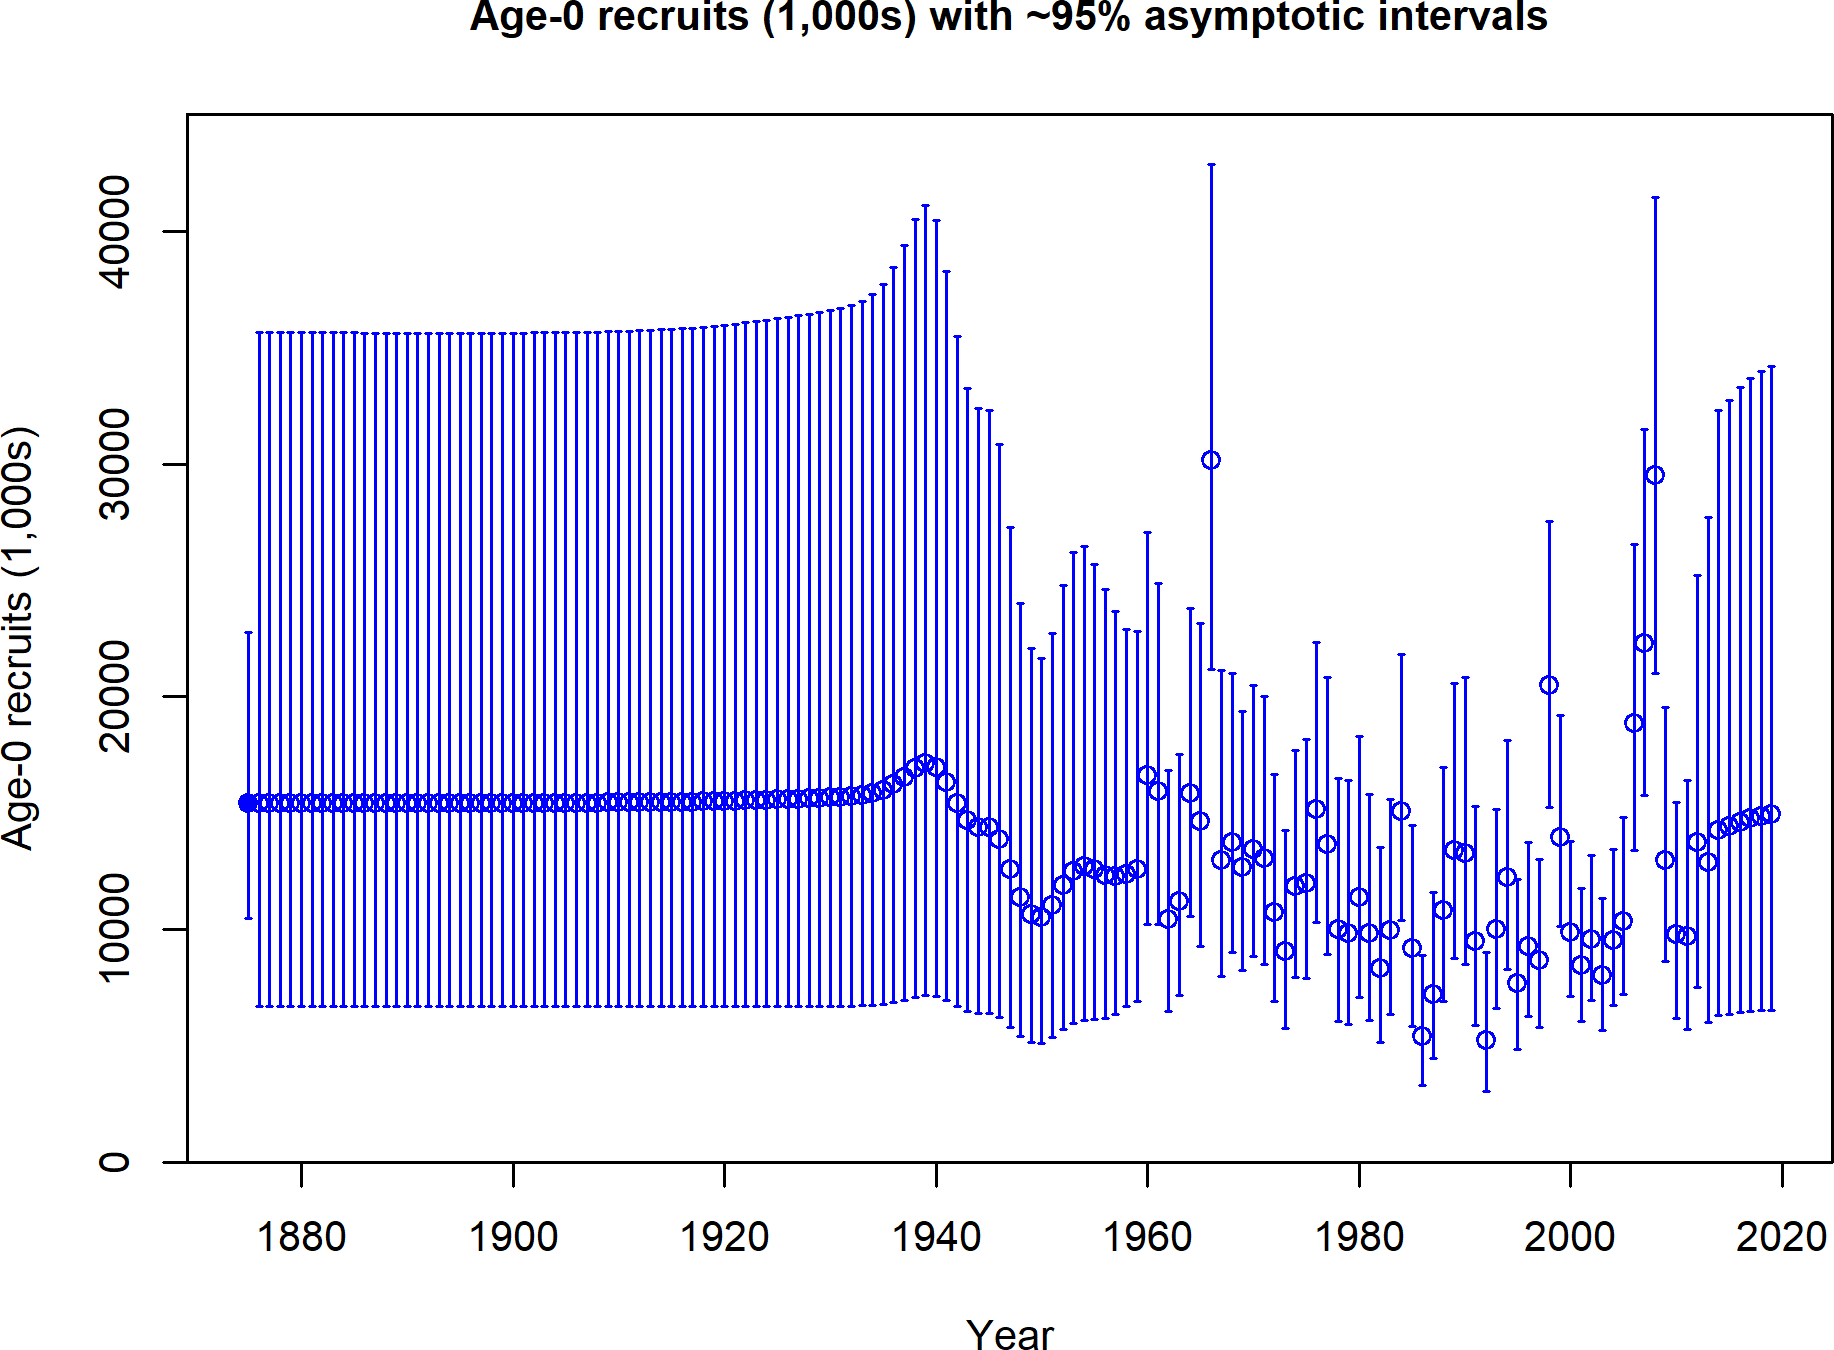 Age-0 recruits (1,000s) with ~95% asymptotic intervals
Age-0 recruits (1,000s)
40000
30000
20000
10000
0
1880 1900 1920 1940 1960 1980 2000 2020
Year